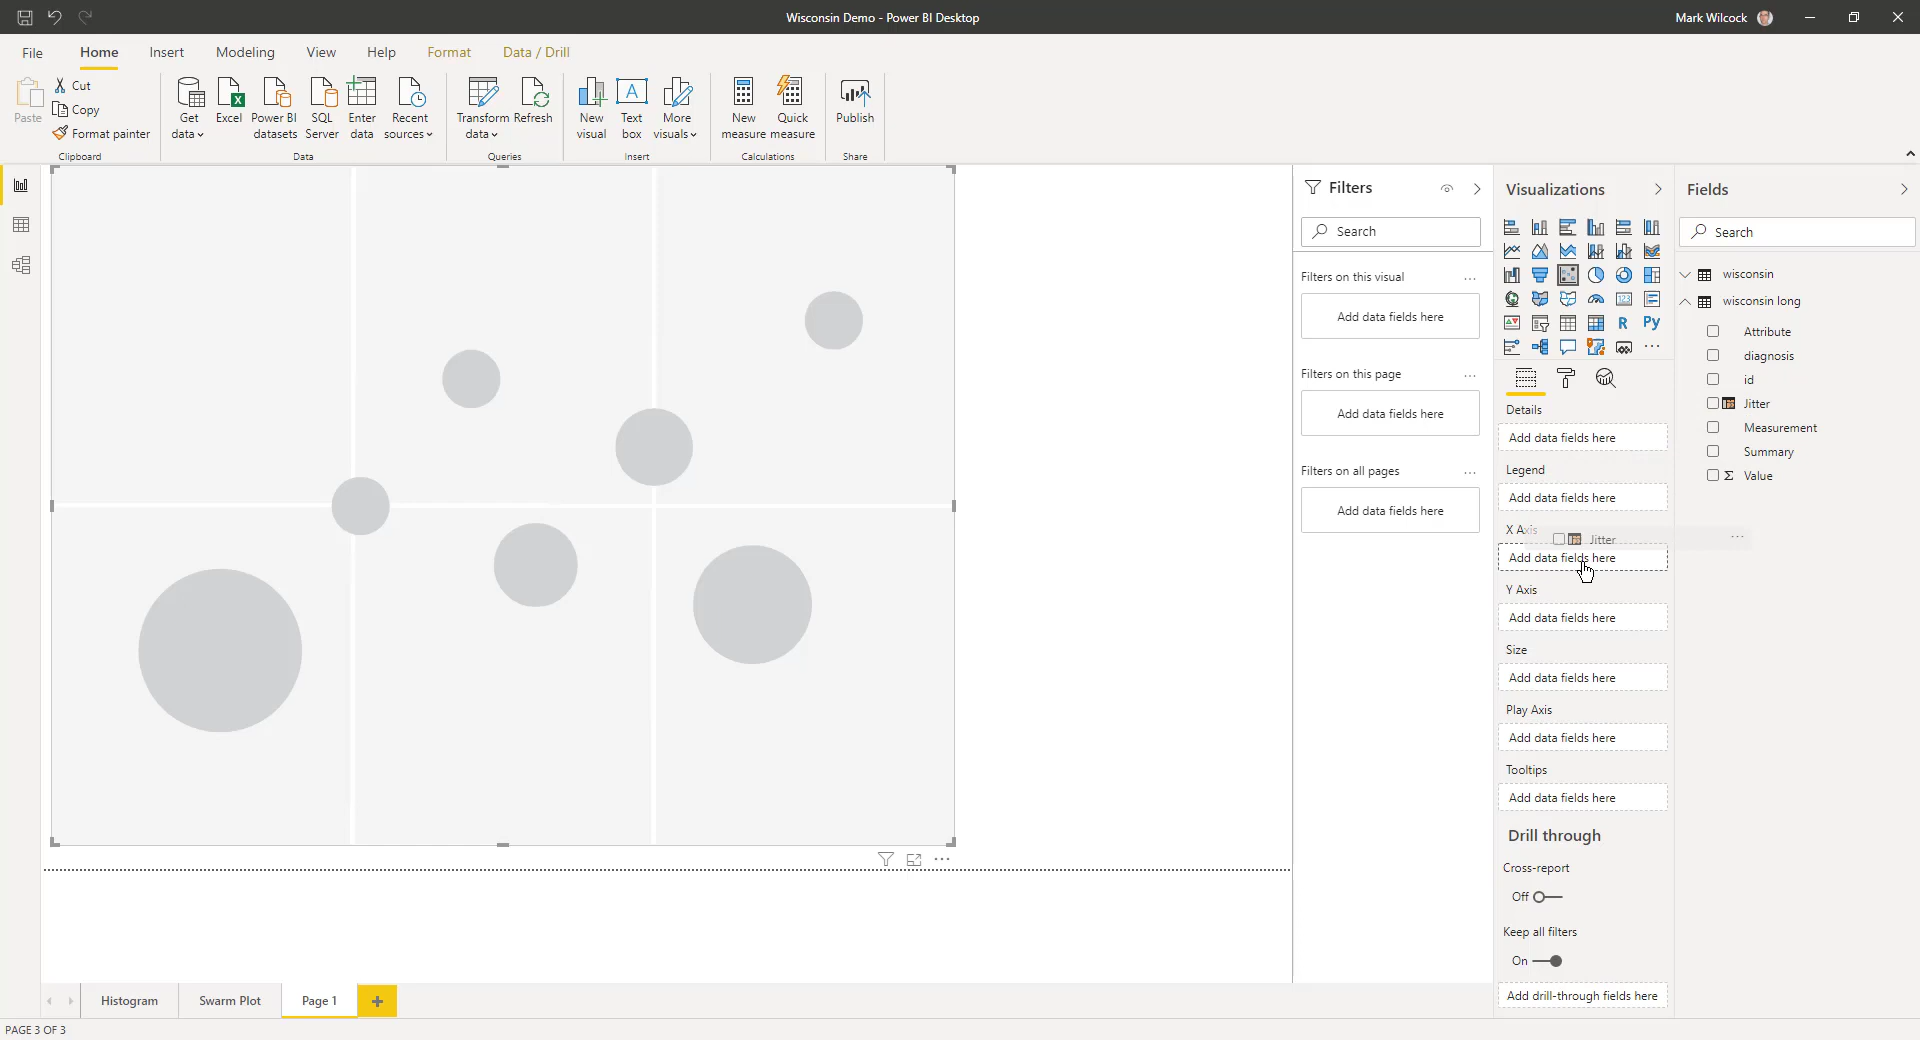 Wisconsin Demo - Power BI Desktop
Mark Wilcock
File
Home
Insert
Modeling
View
Help
Format
Data / Drill
Paste
Cut
Copy
Format painter
Clipboard
Get
data
Excel
Power BI
datasets
SQL
Server
Enter
data
Recent
sources
Data
Transform
data
Refresh
Queries
New
visual
A
Text
box
More
visuals
Insert
New
measure
Quick
measure
Calculations
Publish
Share
Filters
Search
Filters on this visual
...
Add data fields here
Filters on this page
...
Add data fields here
Filters on all pages
...
Add data fields here
Visualizations
123
R
Py
...
Details
Add data fields here
Legend
Add data fields here
X Axis
Jitter
...
Add data fields here
Y Axis
Add data fields here
Size
Add data fields here
Play Axis
Add data fields here
Tooltips
Add data fields here
Drill through
Cross-report
Off
Keep all filters
On
Add drill-through fields here
Fields
Search
wisconsin
wisconsin long
Attribute
diagnosis
id
Jitter
Measurement
Summary
Σ Value
...
Histogram
Swarm Plot
Page 1
+
PAGE 3 OF 3